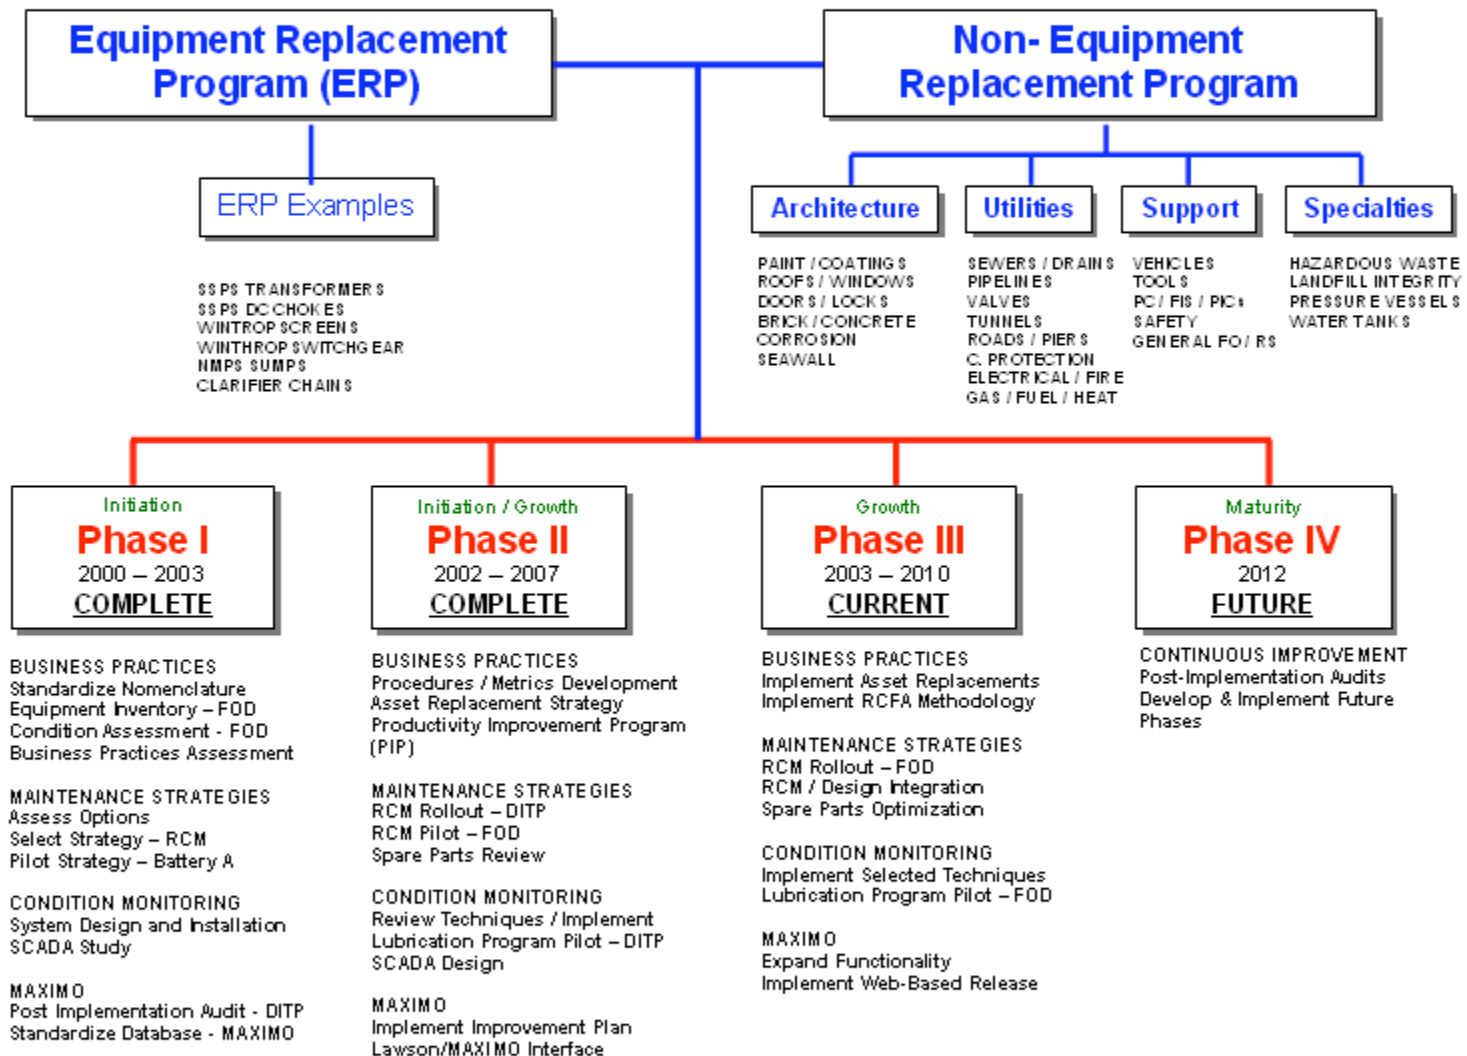 Equipment Replacement
Program (ERP)
Non- Equipment
Replacement Program
ERP Examples
SSPS TRANSFORMERS
SSPS DC CHOKES
WINTROP SCREENS
WINTHROP SWITCHGEAR
NMPS SUMPS
CLARIFIER CHAINS
Architecture
PAINT / COATINGS
ROOFS / WINDOWS
DOORS / LOCKS
BRICK / CONCRETE
CORROSION
SEAWALL
Utilities
SEWERS / DRAINS
PIPELINES
VALVES
TUNNELS
ROADS / PIERS
C. PROTECTION
ELECTRICAL / FIRE
GAS / FUEL / HEAT
Support
VEHICLES
TOOLS
PC / FIS / PICs
SAFETY
GENERAL FO / RS
Specialties
HAZARDOUS WASTE
LANDFILL INTEGRITY
PRESSURE VESSELS
WATER TANKS
Initiation
Phase I
2000 – 2003
COMPLETE
BUSINESS PRACTICES
Standardize Nomenclature
Equipment Inventory – FOD
Condition Assessment - FOD
Business Practices Assessment
MAINTENANCE STRATEGIES
Assess Options
Select Strategy – RCM
Pilot Strategy – Battery A
CONDITION MONITORING
System Design and Installation
SCADA Study
MAXIMO
Post Implementation Audit - DITP
Standardize Database - MAXIMO
Initiation / Growth
Phase II
2002 – 2007
COMPLETE
BUSINESS PRACTICES
Procedures / Metrics Development
Asset Replacement Strategy
Productivity Improvement Program
(PIP)
MAINTENANCE STRATEGIES
RCM Rollout – DITP
RCM Pilot – FOD
Spare Parts Review
CONDITION MONITORING
Review Techniques / Implement
Lubrication Program Pilot – DITP
SCADA Design
MAXIMO
Implement Improvement Plan
Lawson/MAXIMO Interface
Growth
Phase III
2003 – 2010
CURRENT
BUSINESS PRACTICES
Implement Asset Replacements
Implement RCFA Methodology
MAINTENANCE STRATEGIES
RCM Rollout – FOD
RCM / Design Integration
Spare Parts Optimization
CONDITION MONITORING
Implement Selected Techniques
Lubrication Program Pilot – FOD
MAXIMO
Expand Functionality
Implement Web-Based Release
Maturity
Phase IV
2012
FUTURE
CONTINUOUS IMPROVEMENT
Post-Implementation Audits
Develop & Implement Future
Phases